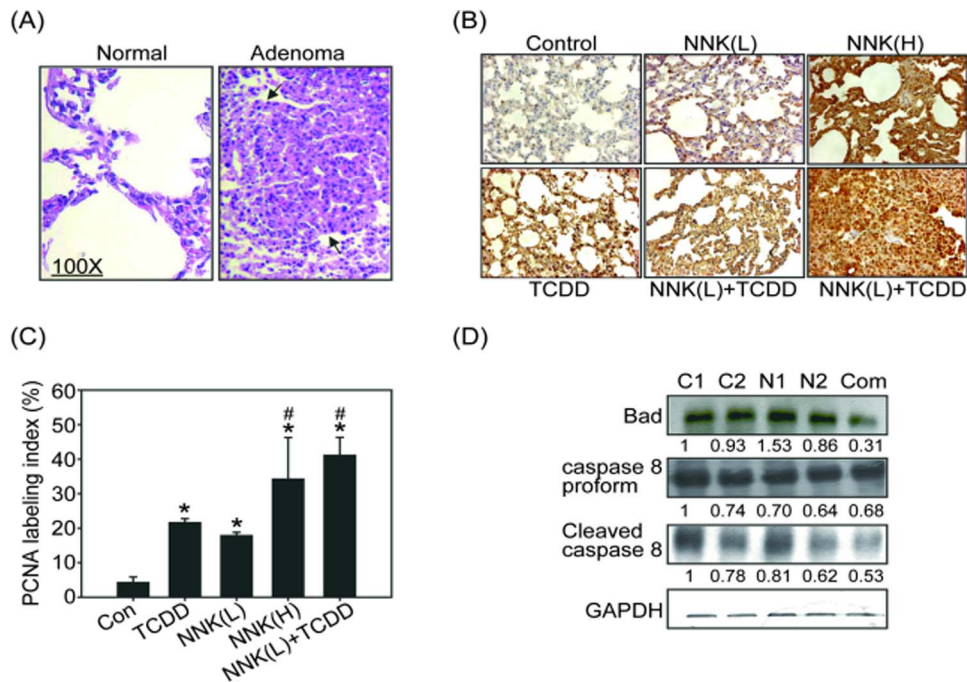 (A)
Normal Adenoma
100X
(B)
Control NNK(L) NNK(H)
TCDD NNK(L)+TCDD NNK(L)+TCDD
(C)
PCNA labeling index (%)
60
50
40
30
20
10
0
* * # * # *
Con TCDD NNK(L) NNK(H) NNK(L)+TCDD
(D)
C1 C2 N1 N2 Com
Bad
1 0.93 1.53 0.86 0.31
caspase 8
proform
1 0.74 0.70 0.64 0.68
Cleaved
caspase 8
1 0.78 0.81 0.62 0.53
GAPDH